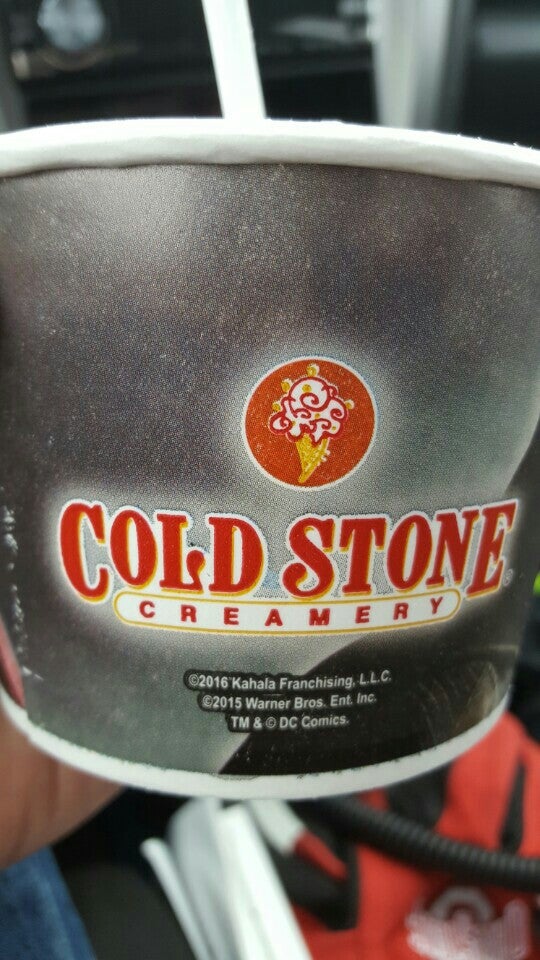 COLD STONE®
CREAMERY
©2016 Kahala Franchising, L.L.C.
©2015 Warner Bros. Ent. Inc.
TM & © DC Comics.